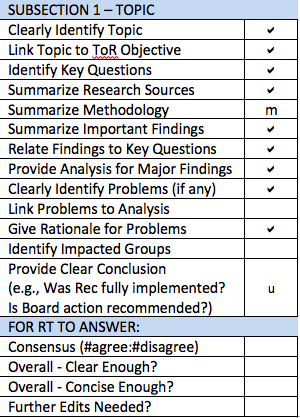 SUBSECTION 1 – TOPIC
Clearly Identify Topic ✓
Link Topic to ToR Objective ✓
Identify Key Questions ✓
Summarize Research Sources ✓
Summarize Methodology m
Summarize Important Findings ✓
Relate Findings to Key Questions ✓
Provide Analysis for Major Findings ✓
Clearly Identify Problems (if any) ✓
Link Problems to Analysis
Give Rationale for Problems ✓
Identify Impacted Groups
Provide Clear Conclusion
(e.g., Was Rec fully implemented? u
Is Board action recommended?)
FOR RT TO ANSWER:
Consensus (#agree:#disagree)
Overall - Clear Enough?
Overall - Concise Enough?
Further Edits Needed?